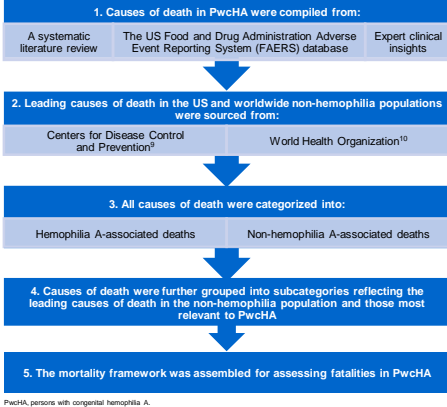 1. Causes of death in PwcHA were compiled from:
A systematic
literature review
The US Food and Drug Administration Adverse
Event Reporting System (FAERS) database
Expert clinical
insights
2. Leading causes of death in the US and worldwide non-hemophilia populations
were sourced from:
Centers for Disease Control
and Prevention⁹
World Health Organization¹⁰
3. All causes of death were categorized into:
Hemophilia A-associated deaths
Non-hemophilia A-associated deaths
4. Causes of death were further grouped into subcategories reflecting the
leading causes of death in the non-hemophilia population and those most
relevant to PwcHA
5. The mortality framework was assembled for assessing fatalities in PwcHA
PwcHA, persons with congenital hemophilia A.